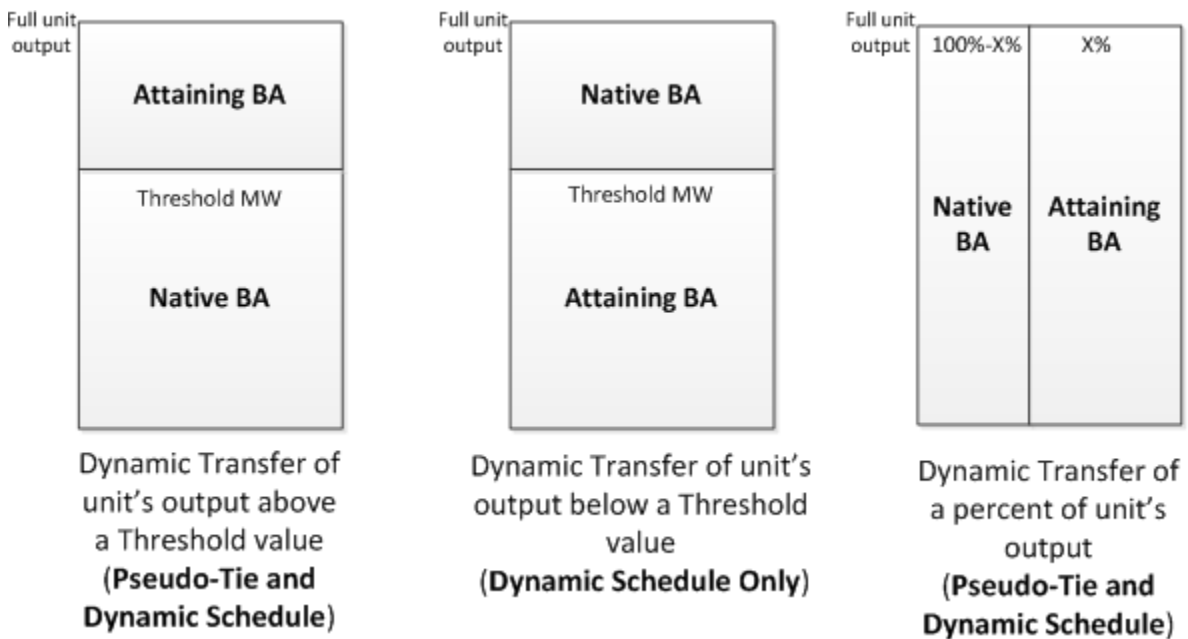 Full unit
output
Attaining BA
Threshold MW
Native BA
Dynamic Transfer of
unit's output above
a Threshold value
(Pseudo-Tie and
Dynamic Schedule)
Full unit
output
Native BA
Threshold MW
Attaining BA
Dynamic Transfer of unit's
output below a Threshold
value
(Dynamic Schedule Only)
Full unit
output
100%-X%
X%
Native
BA
Attaining
BA
Dynamic Transfer of
a percent of unit's
output
(Pseudo-Tie and
Dynamic Schedule)